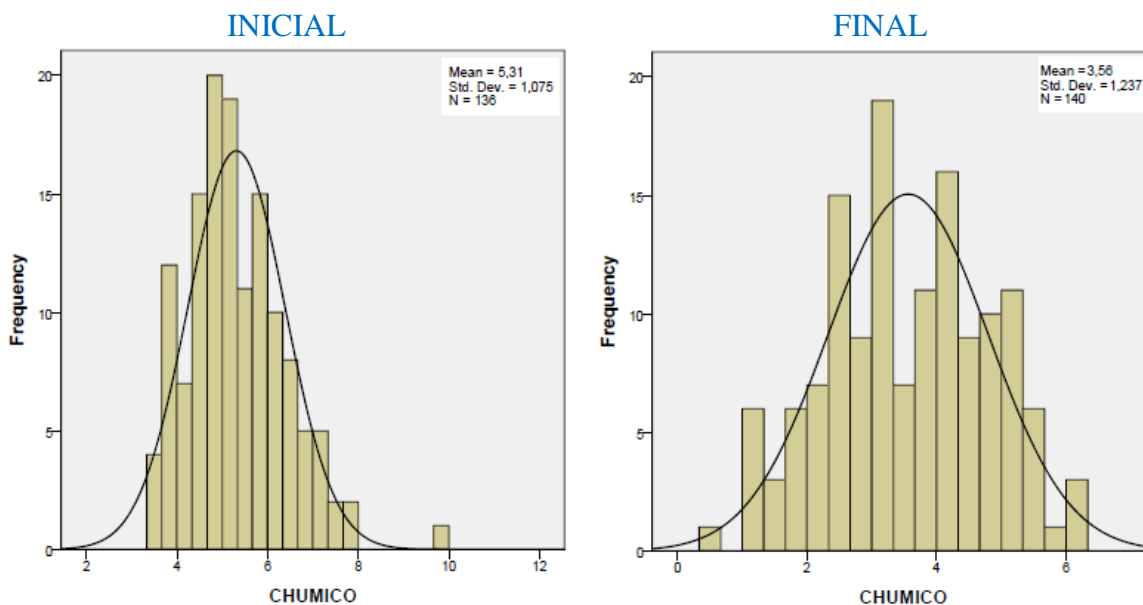 INICIAL
Mean = 5,31
Std. Dev. = 1,075
N = 136
20
15
10
5
0
Frequency
2 4 6 8 10 12
CHUMICO
FINAL
Mean = 3,56
Std. Dev. = 1,237
N = 140
20
15
10
5
0
Frequency
0 2 4 6
CHUMICO